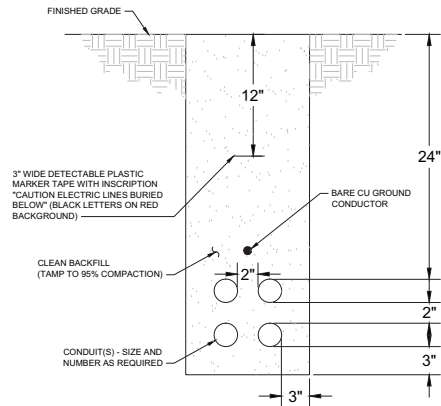 FINISHED GRADE
12"
24"
3" WIDE DETECTABLE PLASTIC
MARKER TAPE WITH INSCRIPTION
"CAUTION ELECTRIC LINES BURIED
BELOW" (BLACK LETTERS ON RED
BACKGROUND)
BARE CU GROUND
CONDUCTOR
CLEAN BACKFILL
(TAMP TO 95% COMPACTION)
2"
2"
CONDUIT(S) - SIZE AND
NUMBER AS REQUIRED
3"
3"